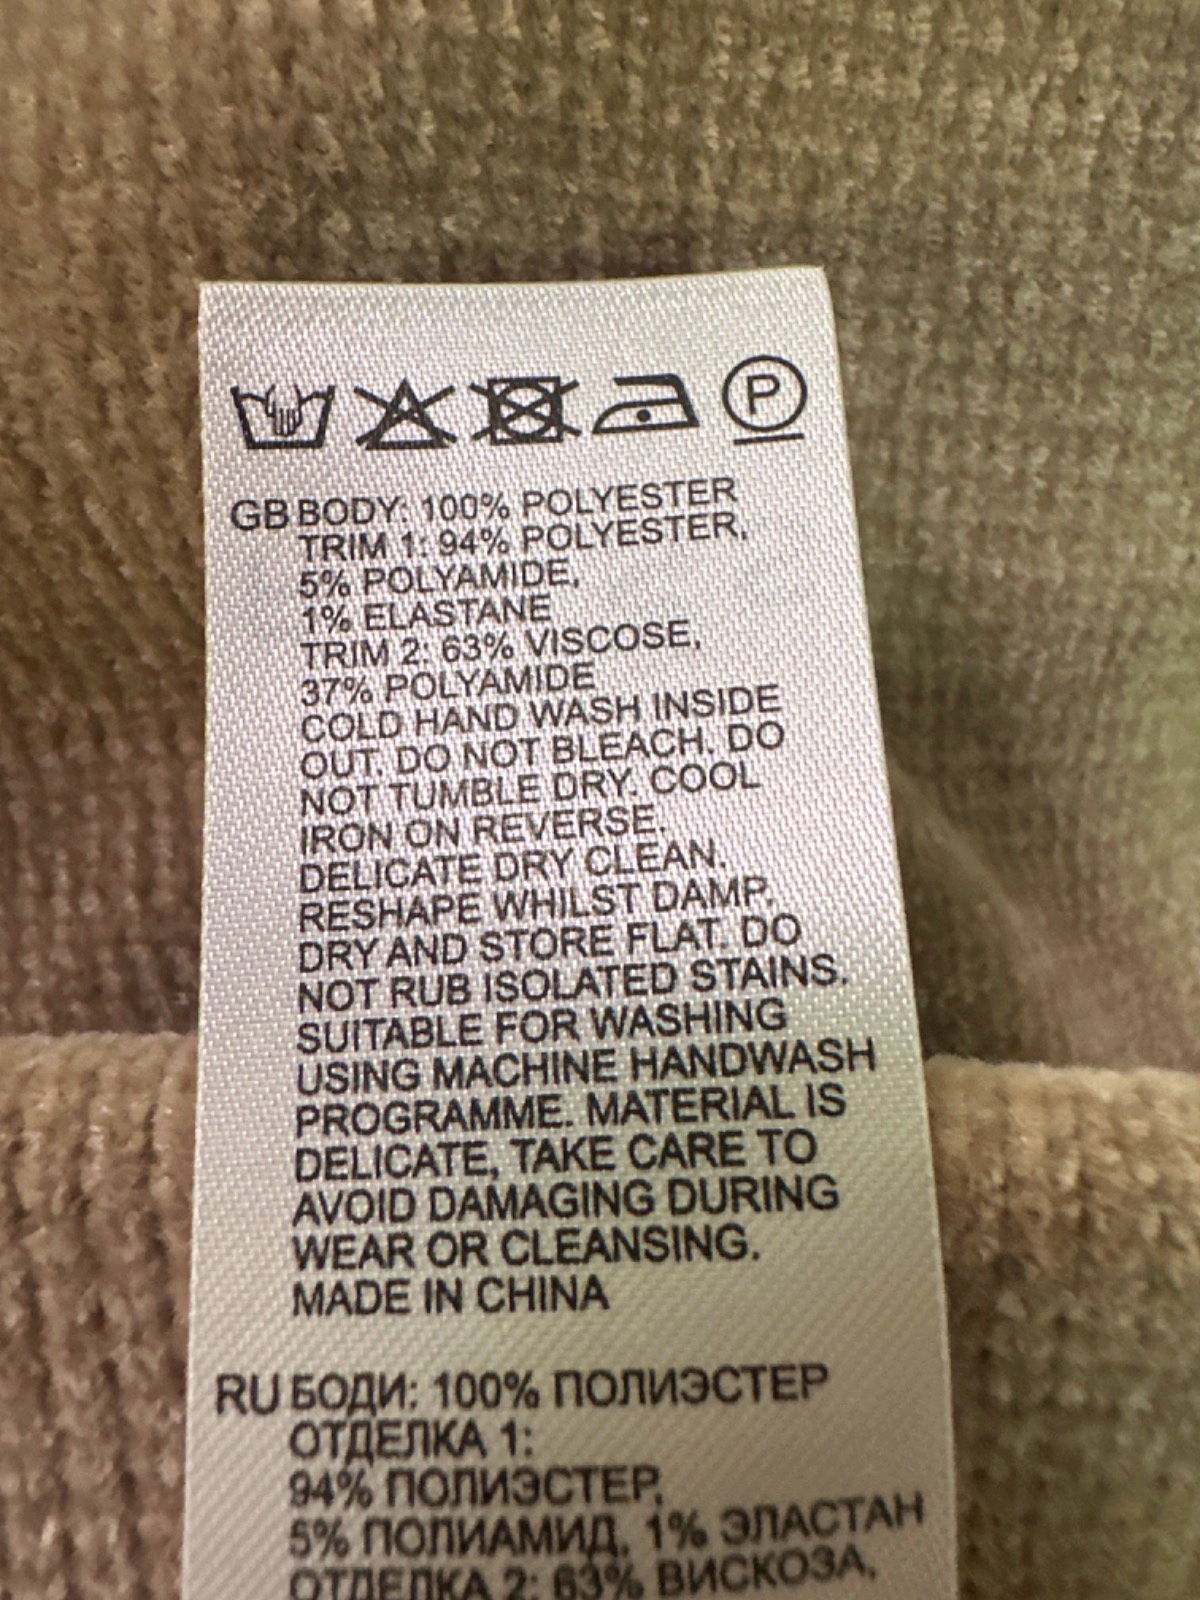 P
GB BODY: 100% POLYESTER
TRIM 1: 94% POLYESTER,
5% POLYAMIDE,
1% ELASTANE
TRIM 2: 63% VISCOSE,
37% POLYAMIDE
COLD HAND WASH INSIDE
OUT. DO NOT BLEACH. DO
NOT TUMBLE DRY. COOL
IRON ON REVERSE.
DELICATE DRY CLEAN.
RESHAPE WHILST DAMP.
DRY AND STORE FLAT. DO
NOT RUB ISOLATED STAINS.
SUITABLE FOR WASHING
USING MACHINE HANDWASH
PROGRAMME. MATERIAL IS
DELICATE, TAKE CARE TO
AVOID DAMAGING DURING
WEAR OR CLEANSING.
MADE IN CHINA
RU БОДИ: 100% ПОЛИЭСТЕР
ОТДЕЛКА 1:
94% ПОЛИЭСТЕР,
5% ПОЛИАМИД, 1% ЭЛАСТАН
ОТДЕЛКА 2: 63% ВИСКОЗА,